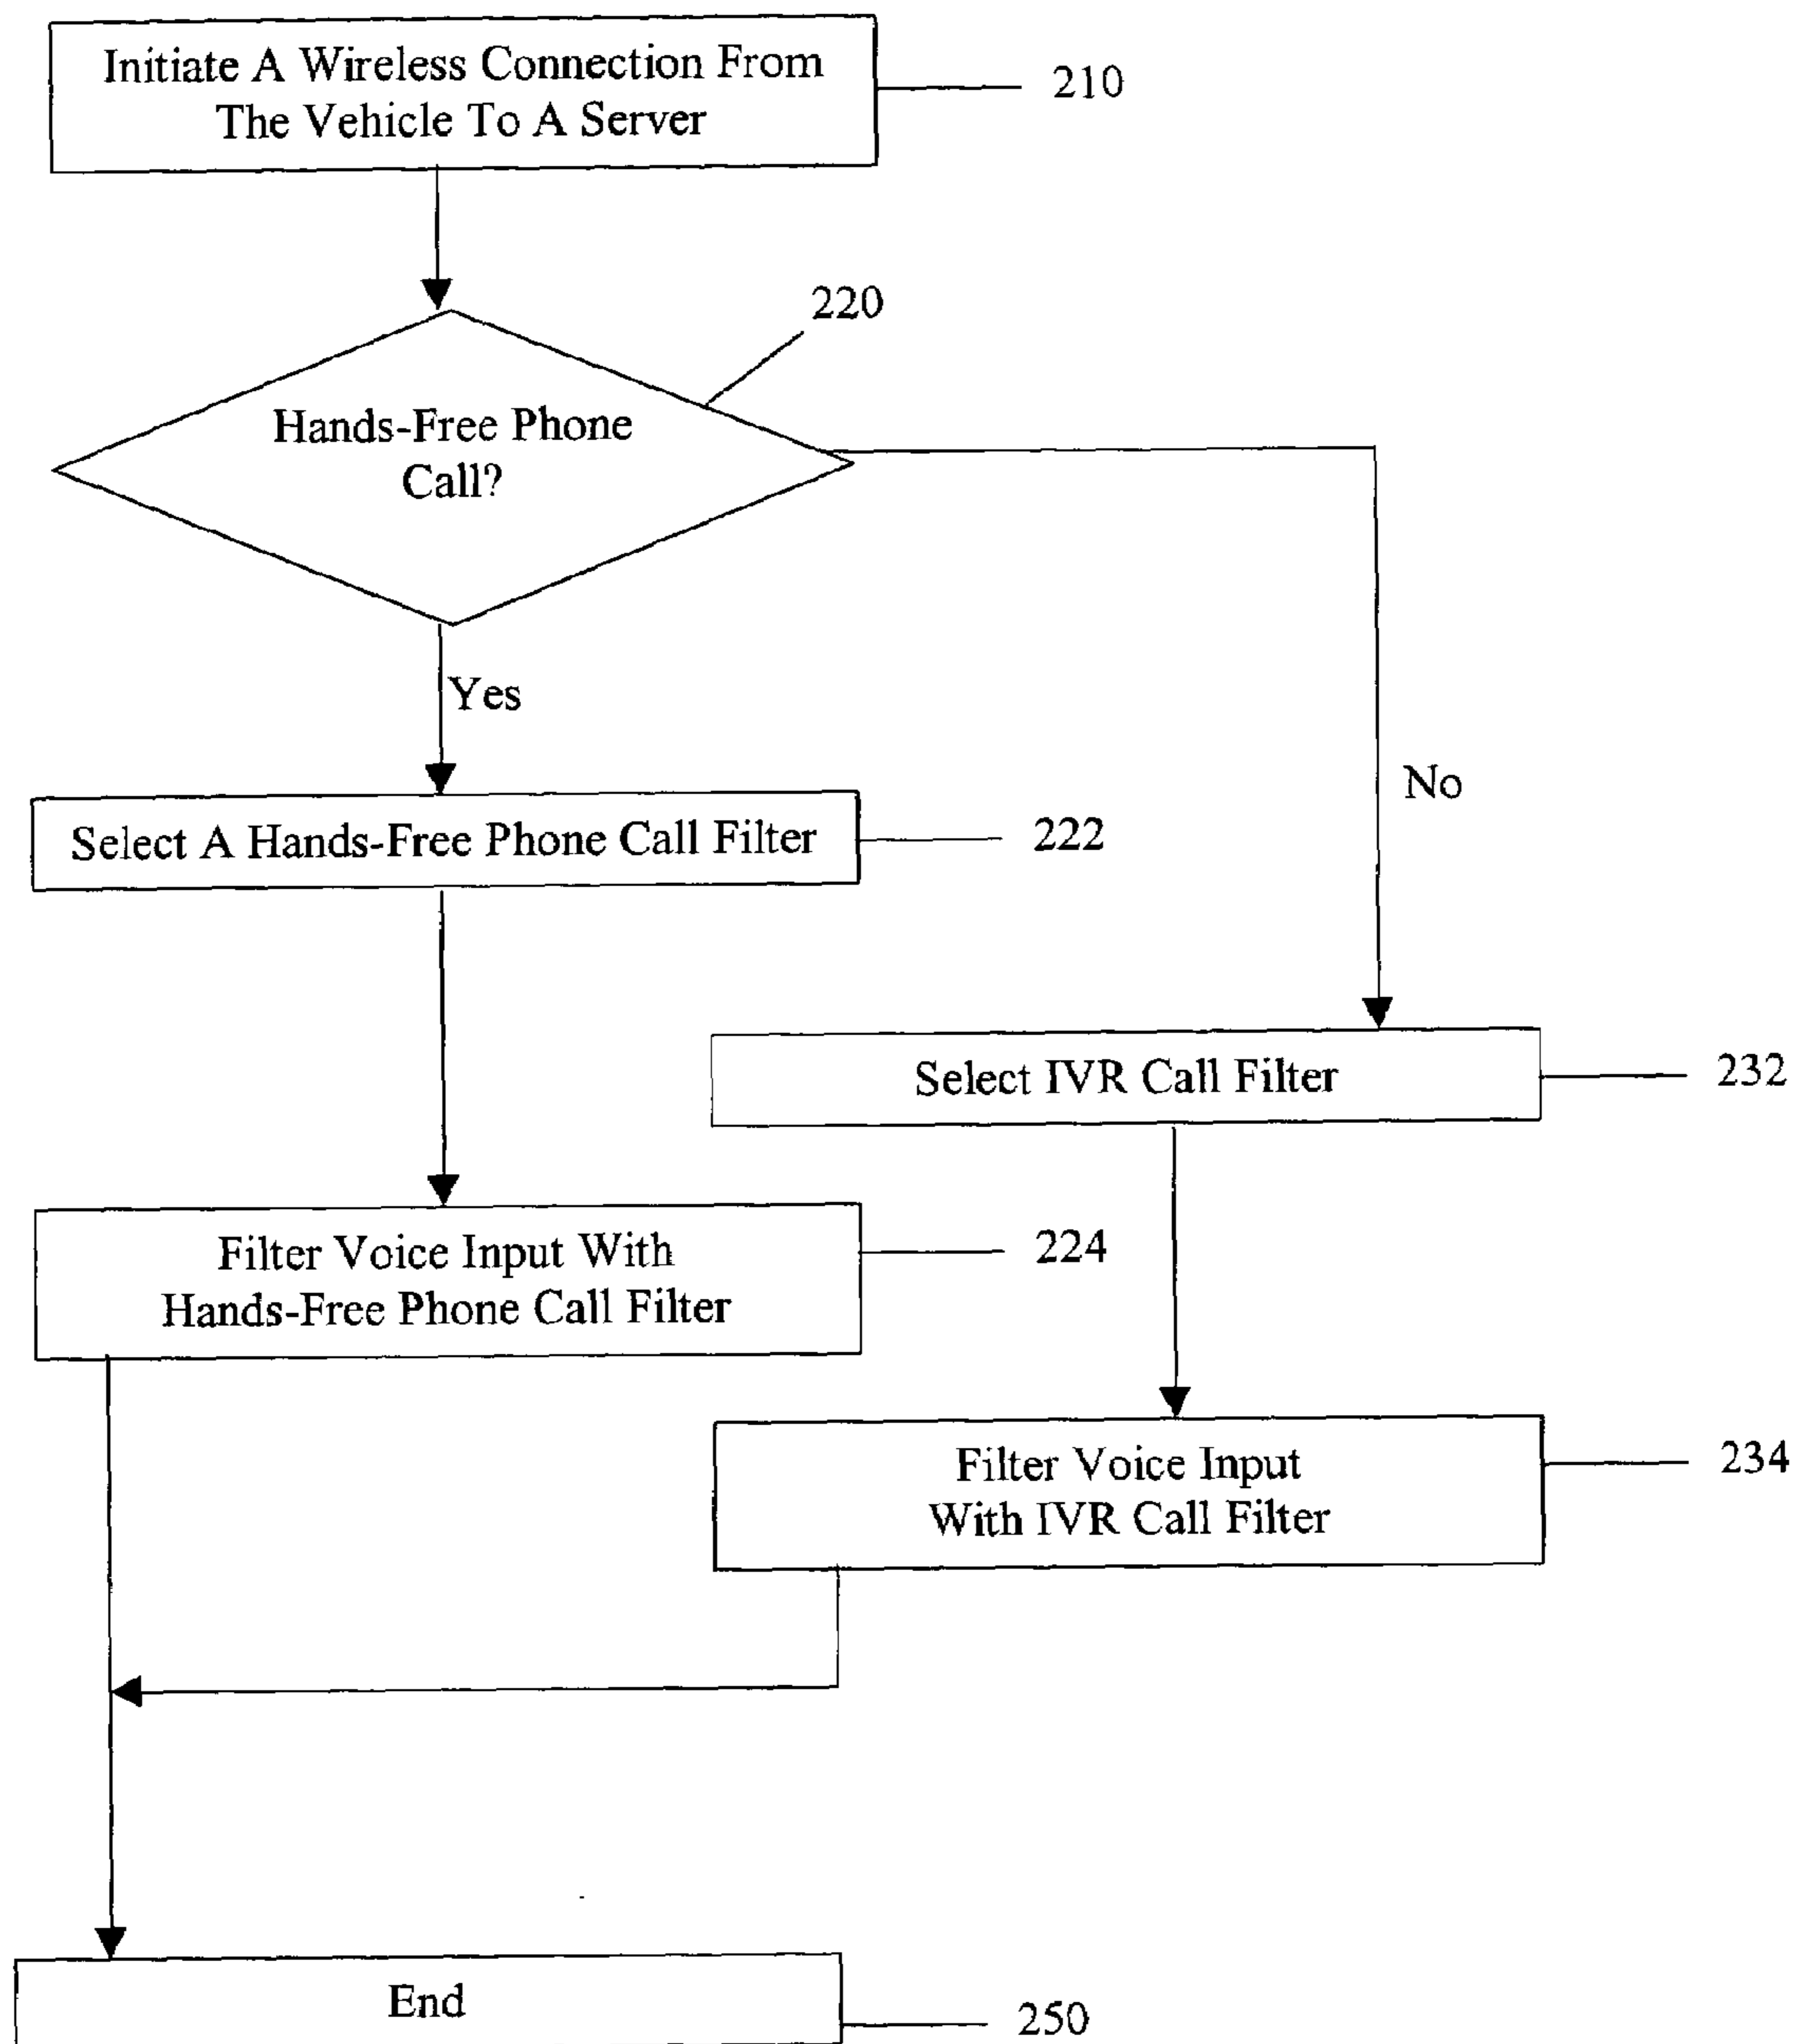 Initiate A Wireless Connection From
The Vehicle To A Server
210
220
Hands-Free Phone
Call?
Yes
No
Select A Hands-Free Phone Call Filter
222
Select IVR Call Filter
232
Filter Voice Input With
Hands-Free Phone Call Filter
224
Filter Voice Input
With IVR Call Filter
234
End
250